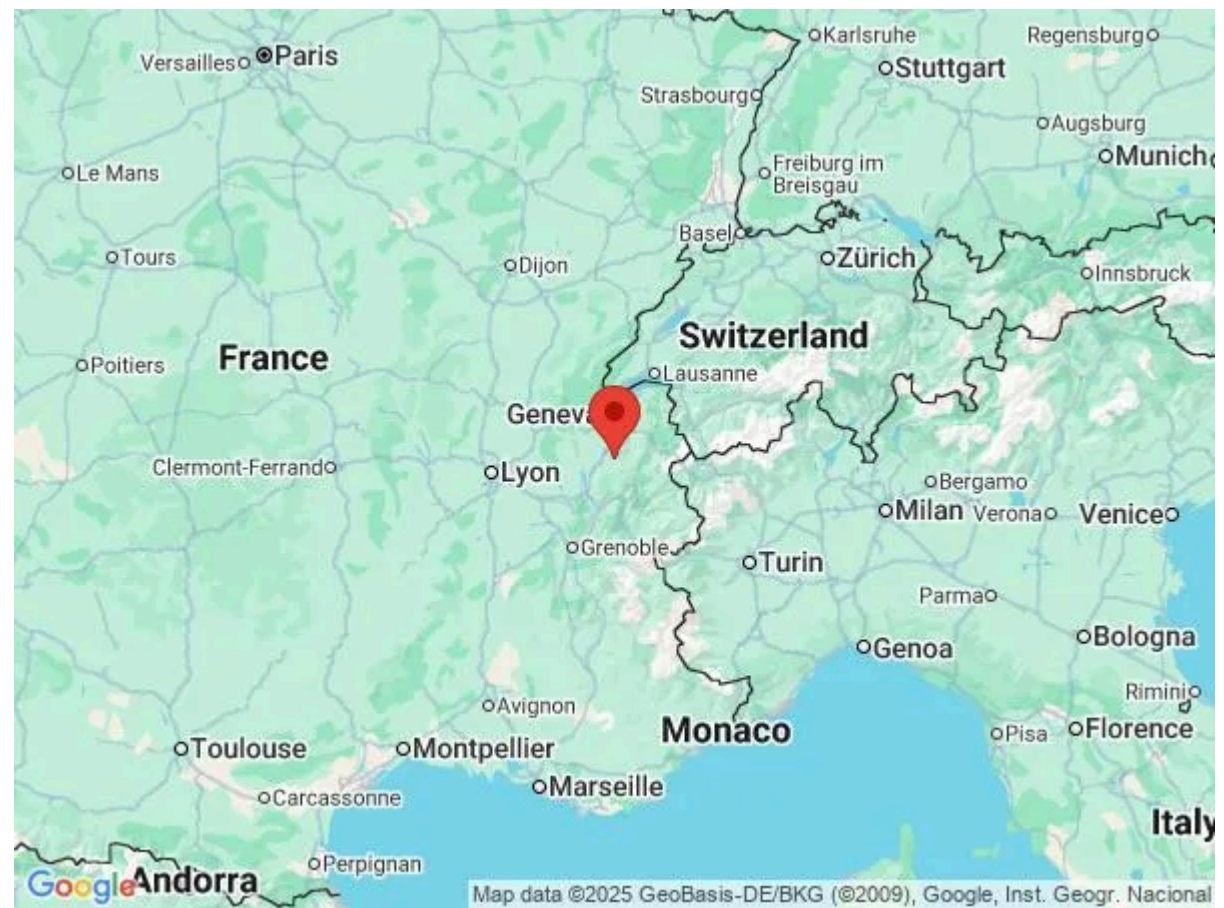 Karlsruhe
Regensburg
Paris
Versailles
Stuttgart
Strasbourg
Augsburg
Munich
Le Mans
Freiburg im
Breisgau
Basel
Zürich
Tours
Dijon
Innsbruck
Switzerland
France
Poitiers
Lausanne
Geneva
Clermont-Ferrand
Lyon
Bergamo
Milan
Verona
Venice
Grenoble
Turin
Parma
Bologna
Genoa
Rimini
Avignon
Monaco
Pisa
Florence
Toulouse
Montpellier
Marseille
Carcassonne
Italy
Perpignan
Andorra
Google
Map data ©2025 GeoBasis-DE/BKG (©2009), Google, Inst. Geogr. Nacional